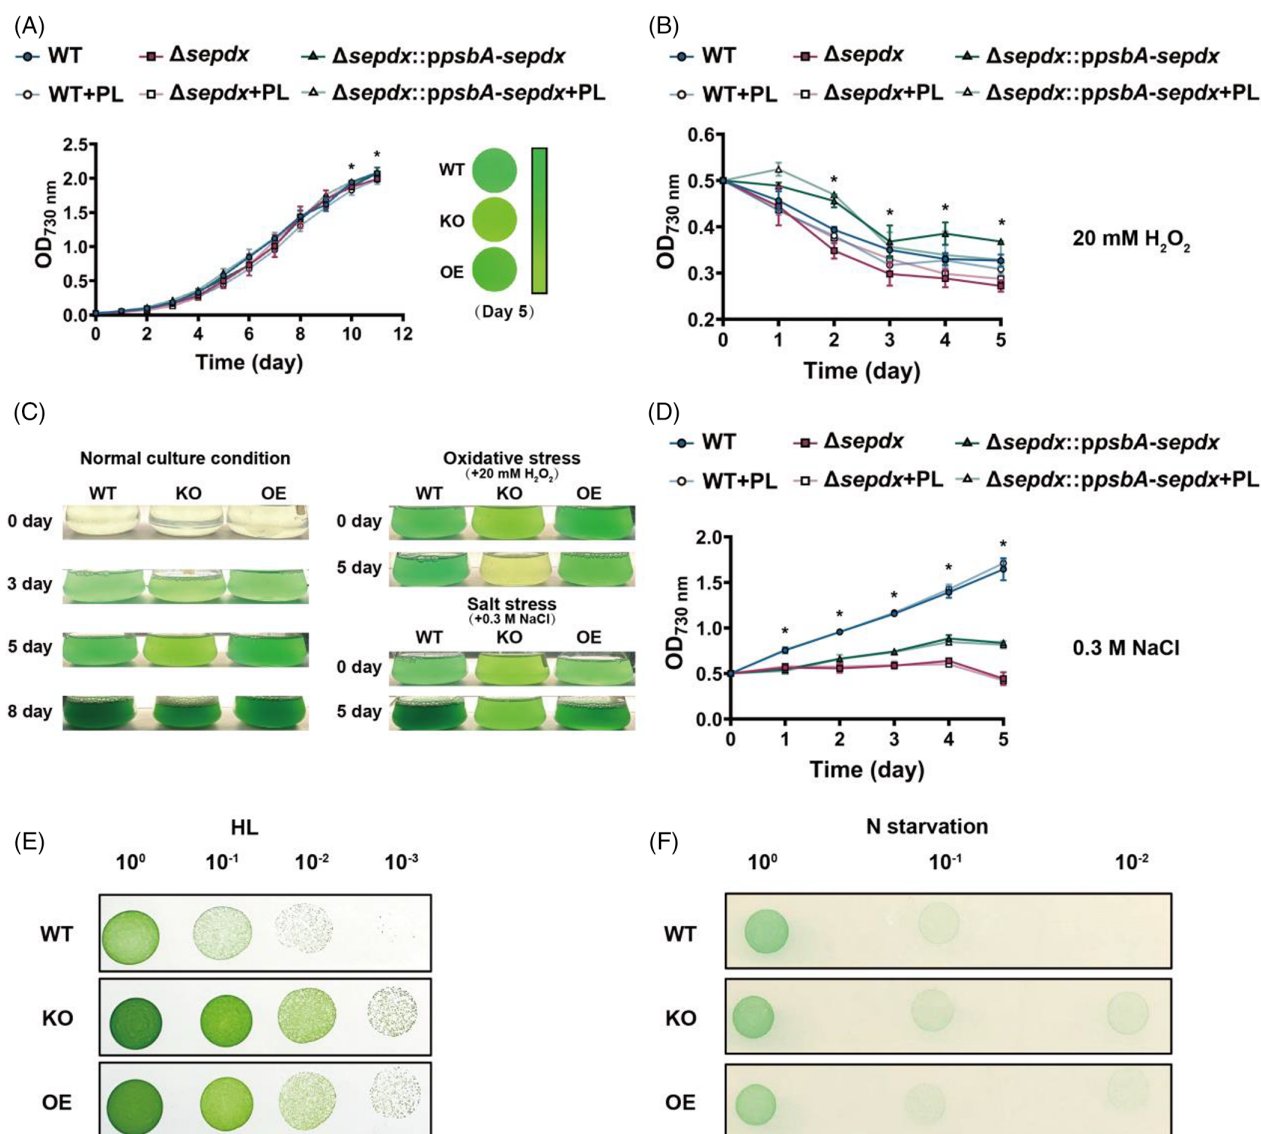 (A)
WT Δsepdx Δsepdx::ppsbA-sepdx
WT+PL Δsepdx+PL Δsepdx::ppsbA-sepdx+PL
OD730 nm
2.5
2.0
1.5
1.0
0.5
0.0
0 2 4 6 8 10 12
Time (day)
* *
WT
KO
OE
(Day 5)
(B)
WT Δsepdx Δsepdx::ppsbA-sepdx
WT+PL Δsepdx+PL Δsepdx::ppsbA-sepdx+PL
OD730 nm
0.6
0.5
0.4
0.3
0.2
0 1 2 3 4 5
Time (day)
* * * *
20 mM H2O2
(C)
Normal culture condition
WT KO OE
0 day
3 day
5 day
8 day
Oxidative stress
(+20 mM H2O2)
WT KO OE
0 day
5 day
Salt stress
(+0.3 M NaCl)
WT KO OE
0 day
5 day
(D)
WT Δsepdx Δsepdx::ppsbA-sepdx
WT+PL Δsepdx+PL Δsepdx::ppsbA-sepdx+PL
OD730 nm
2.0
1.5
1.0
0.5
0.0
0 1 2 3 4 5
Time (day)
* * * * *
0.3 M NaCl
(E)
HL
10⁰ 10⁻¹ 10⁻² 10⁻³
WT
KO
OE
(F)
N starvation
10⁰ 10⁻¹ 10⁻²
WT
KO
OE